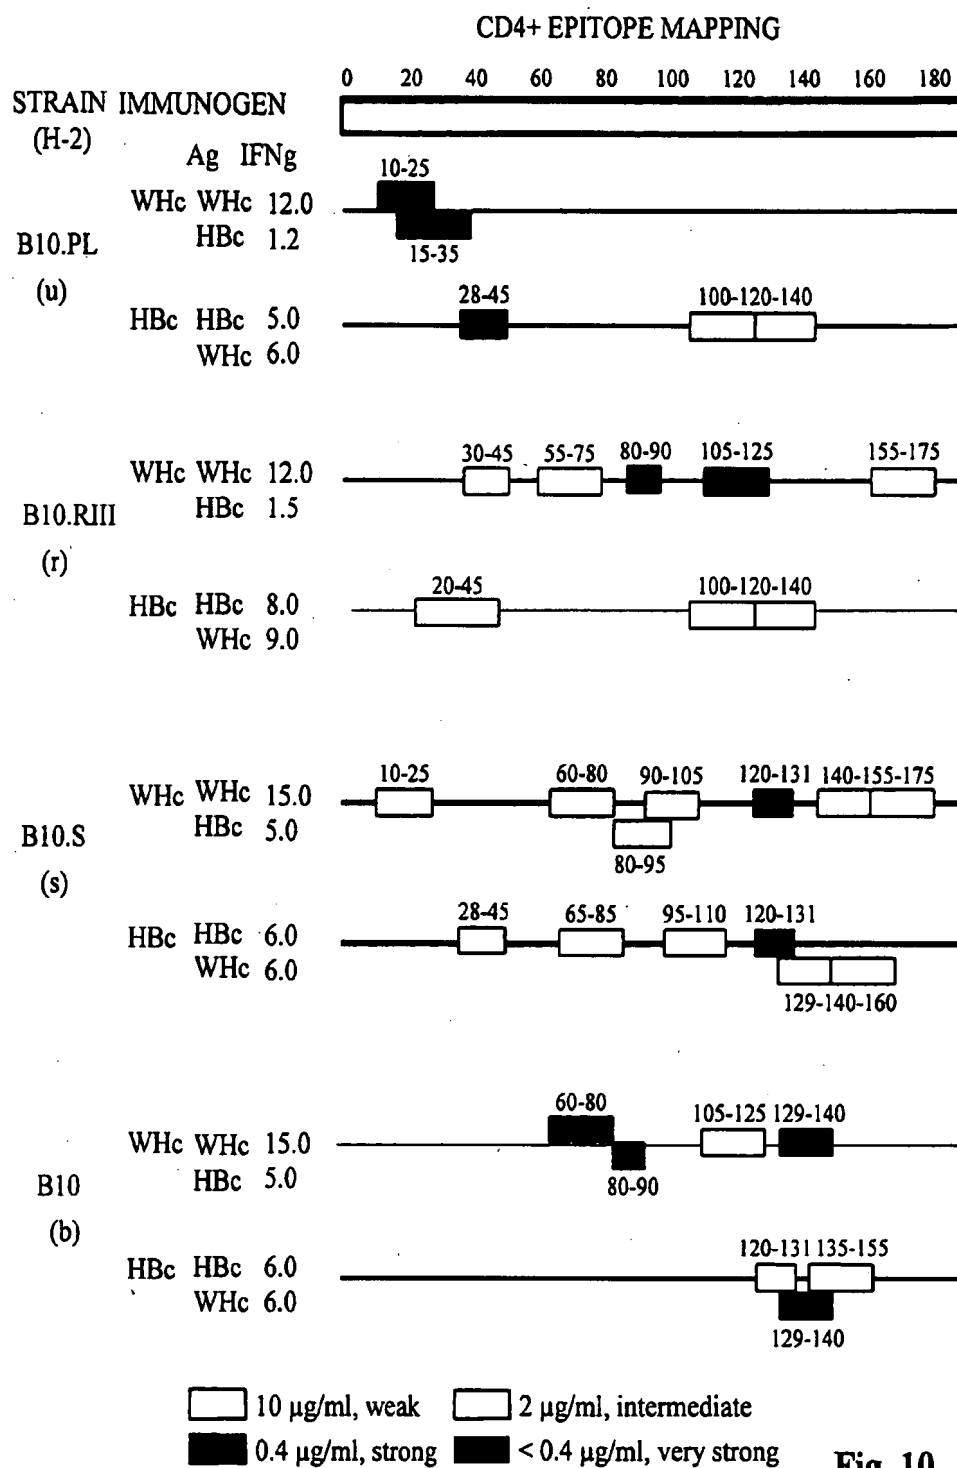 CD4+ EPITOPE MAPPING
0 20 40 60 80 100 120 140 160 180
STRAIN IMMUNOGEN
(H-2)
Ag IFNg
10-25
WHc WHc 12.0
HBc 1.2
B10.PL
15-35
(u)
28-45 100-120-140
HBc HBc 5.0
WHc 6.0
30-45 55-75 80-90 105-125 155-175
WHc WHc 12.0
HBc 1.5
B10.RIII
(r)
20-45 100-120-140
HBc HBc 8.0
WHc 9.0
10-25 60-80 90-105 120-131 140-155-175
WHc WHc 15.0
HBc 5.0
B10.S
80-95
(s)
28-45 65-85 95-110 120-131
HBc HBc 6.0
WHc 6.0
129-140-160
60-80 105-125 129-140
WHc WHc 15.0
HBc 5.0
B10
80-90
(b)
120-131 135-155
HBc HBc 6.0
WHc 6.0
129-140
10 µg/ml, weak 2 µg/ml, intermediate
0.4 µg/ml, strong < 0.4 µg/ml, very strong
Fig. 10